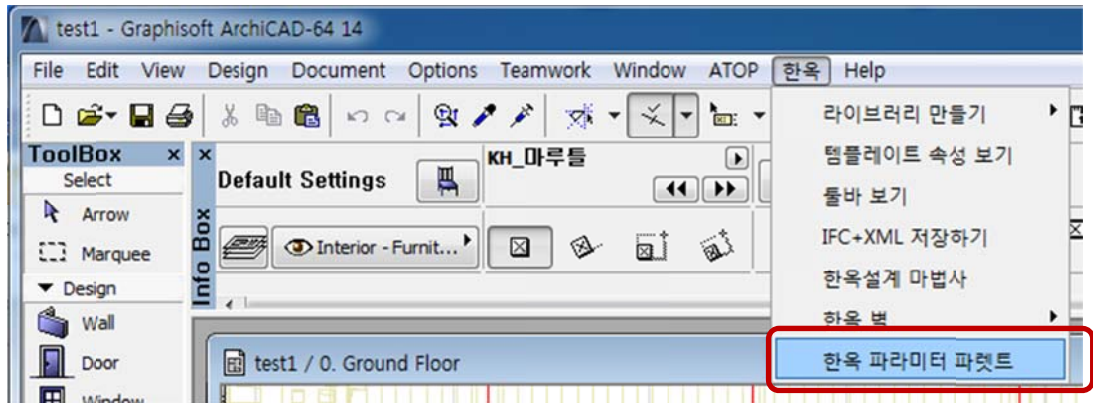 test1 - Graphisoft ArchiCAD-64 14
File Edit View Design Document Options Teamwork Window ATOP 한옥 Help
라이브러리 만들기
템플레이트 속성 보기
툴바 보기
IFC+XML 저장하기
한옥설계 마법사
한옥 벽
한옥 파라미터 파렛트
ToolBox
Select
Arrow
Marquee
Design
Wall
Door
Window
Info Box
Default Settings
KH_마루틀
Interior - Furnit...
test1 / 0. Ground Floor